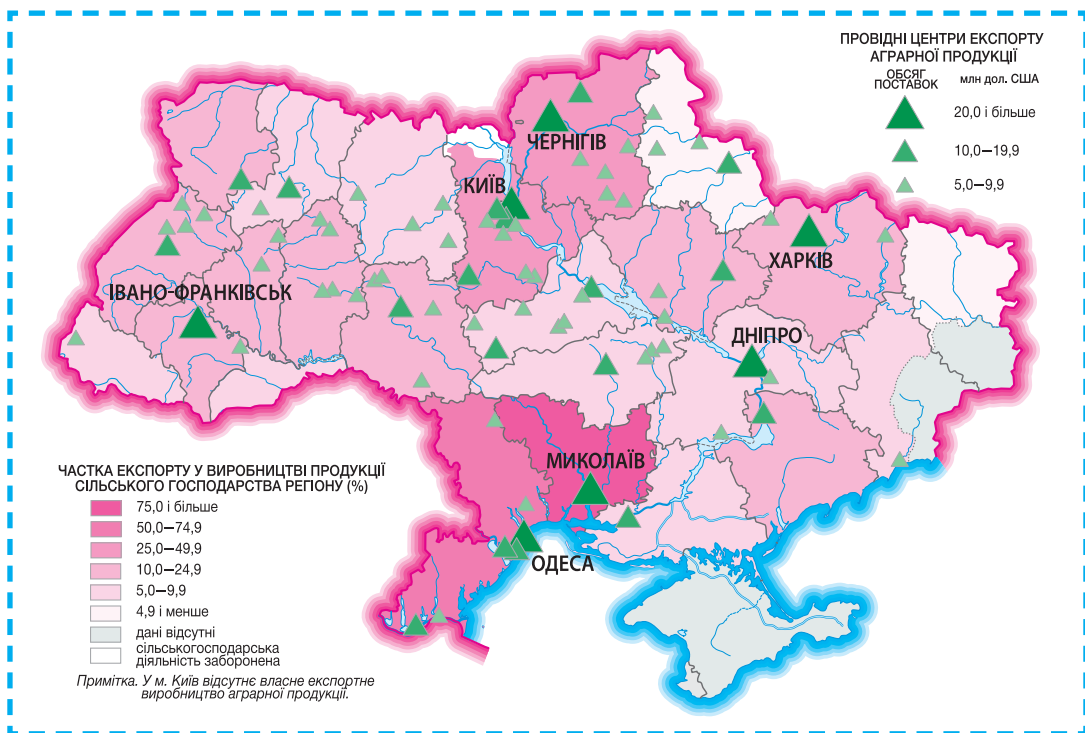 ПРОВІДНІ ЦЕНТРИ ЕКСПОРТУ
АГРАРНОЇ ПРОДУКЦІЇ
ОБСЯГ
ПОСТАВОК
млн дол. США
20,0 і більше
10,0—19,9
5,0—9,9
ЧЕРНІГІВ
КИЇВ
ХАРКІВ
ІВАНО-ФРАНКІВСЬК
ДНІПРО
МИКОЛАЇВ
ОДЕСА
ЧАСТКА ЕКСПОРТУ У ВИРОБНИЦТВІ ПРОДУКЦІЇ
СІЛЬСЬКОГО ГОСПОДАРСТВА РЕГІОНУ (%)
75,0 і більше
50,0—74,9
25,0—49,9
10,0—24,9
5,0—9,9
4,9 і менше
дані відсутні
сільськогосподарська
діяльність заборонена
Примітка. У м. Київ відсутнє власне експортне
виробництво аграрної продукції.